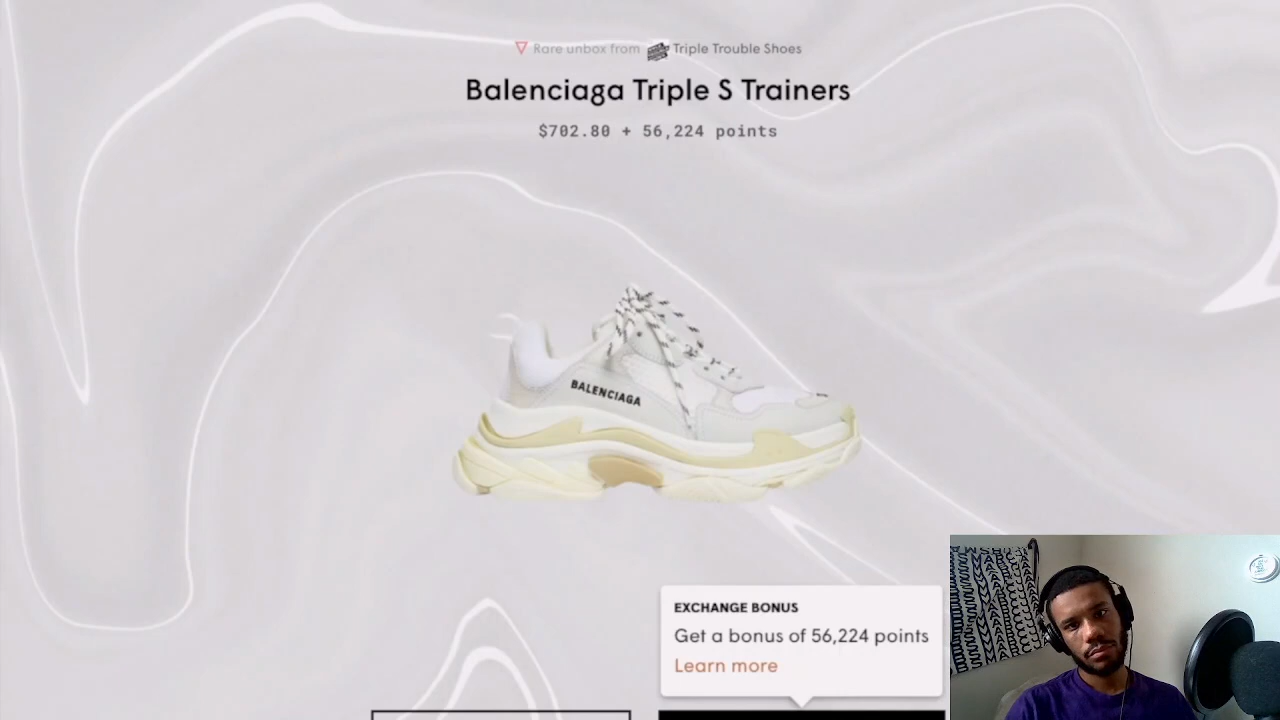 Rare unbox from Triple Trouble Shoes
Balenciaga Triple S Trainers
$702.80 + 56,224 points
BALENCIAGA
EXCHANGE BONUS
Get a bonus of 56,224 points
Learn more